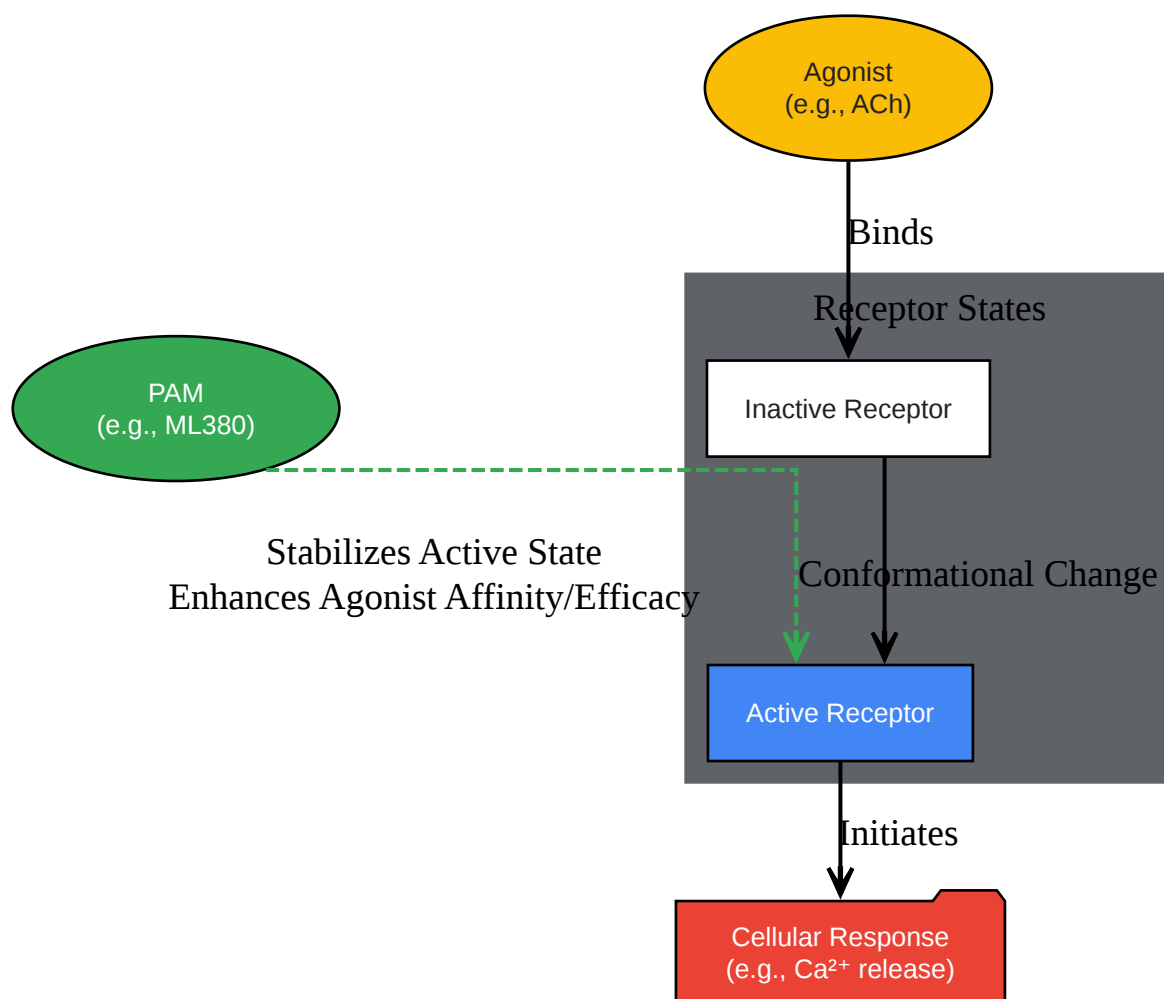 Agonist
(e.g., ACh)
Binds
Receptor States
Inactive Receptor
PAM
(e.g., ML380)
Stabilizes Active State
Enhances Agonist Affinity/Efficacy
Conformational Change
Active Receptor
Initiates
Cellular Response
(e.g., Ca²⁺ release)